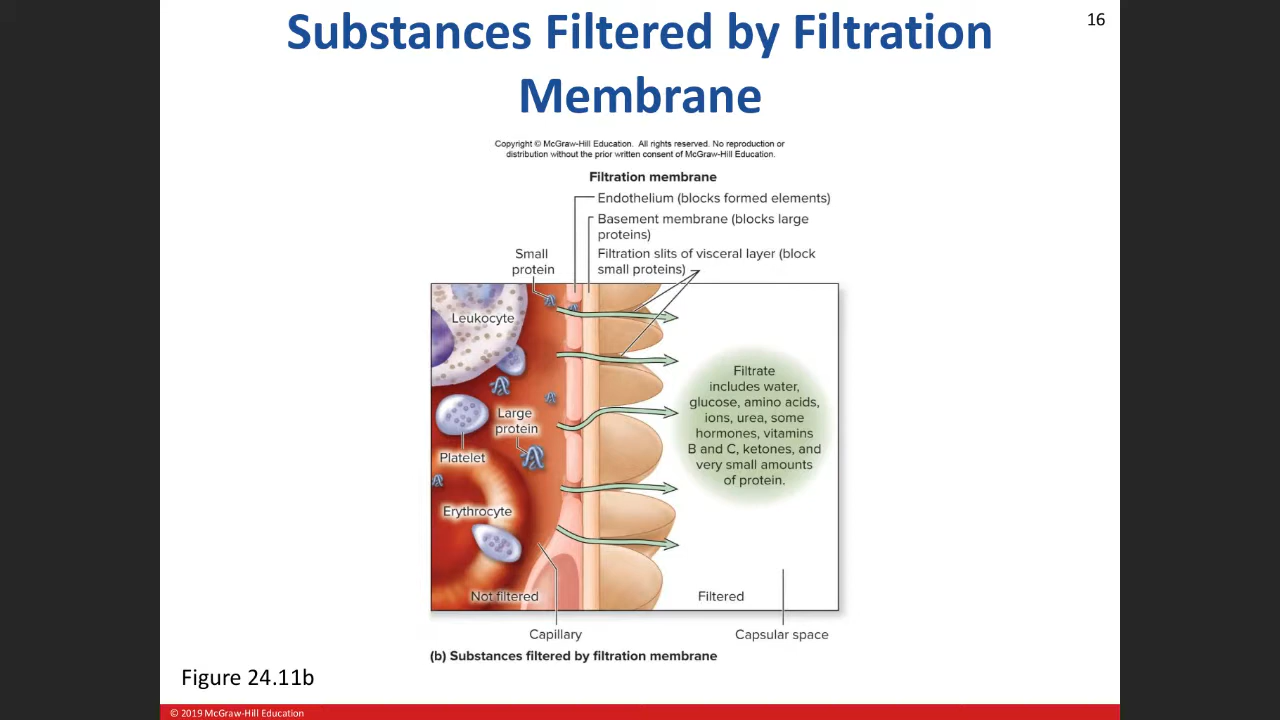 Substances Filtered by Filtration
16
Membrane
Copyright © McGraw-Hill Education. All rights reserved. No reproduction or
distribution without the prior written consent of McGraw-Hill Education.
Filtration membrane
Endothelium (blocks formed elements)
Basement membrane (blocks large
proteins)
Small
protein
Filtration slits of visceral layer (block
small proteins)
Leukocyte
Large
protein
Platelet
Erythrocyte
Filtrate
includes water,
glucose, amino acids,
ions, urea, some
hormones, vitamins
B and C, ketones, and
very small amounts
of protein.
Not filtered
Filtered
Capillary
Capsular space
(b) Substances filtered by filtration membrane
Figure 24.11b
© 2019 McGraw-Hill Education